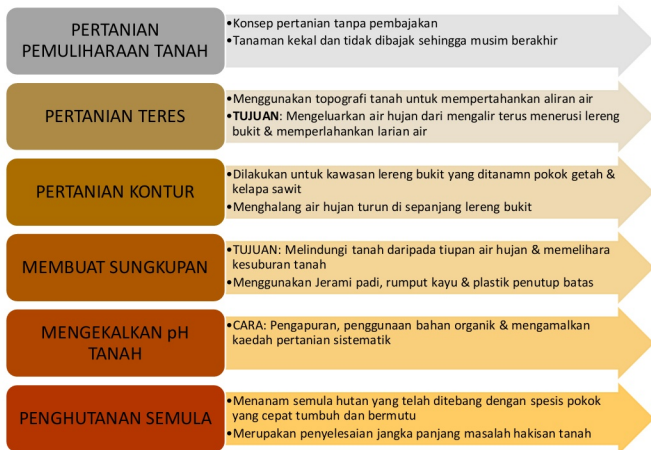 PERTANIAN
PEMULIHARAAN TANAH
•Konsep pertanian tanpa pembajakan
•Tanaman kekal dan tidak dibajak sehingga musim berakhir
PERTANIAN TERES
•Menggunakan topografi tanah untuk mempertahankan aliran air
•TUJUAN: Mengeluarkan air hujan dari mengalir terus menerusi lereng
bukit & memperlahankan larian air
PERTANIAN KONTUR
•Dilakukan untuk kawasan lereng bukit yang ditanamn pokok getah &
kelapa sawit
•Menghalang air hujan turun di sepanjang lereng bukit
MEMBUAT SUNGKUPAN
•TUJUAN: Melindungi tanah daripada tiupan air hujan & memelihara
kesuburan tanah
•Menggunakan Jerami padi, rumput kayu & plastik penutup batas
MENGEKALKAN pH
TANAH
•CARA: Pengapuran, penggunaan bahan organik & mengamalkan
kaedah pertanian sistematik
PENGHUTANAN SEMULA
•Menanam semula hutan yang telah ditebang dengan spesis pokok
yang cepat tumbuh dan bermutu
•Merupakan penyelesaian jangka panjang masalah hakisan tanah